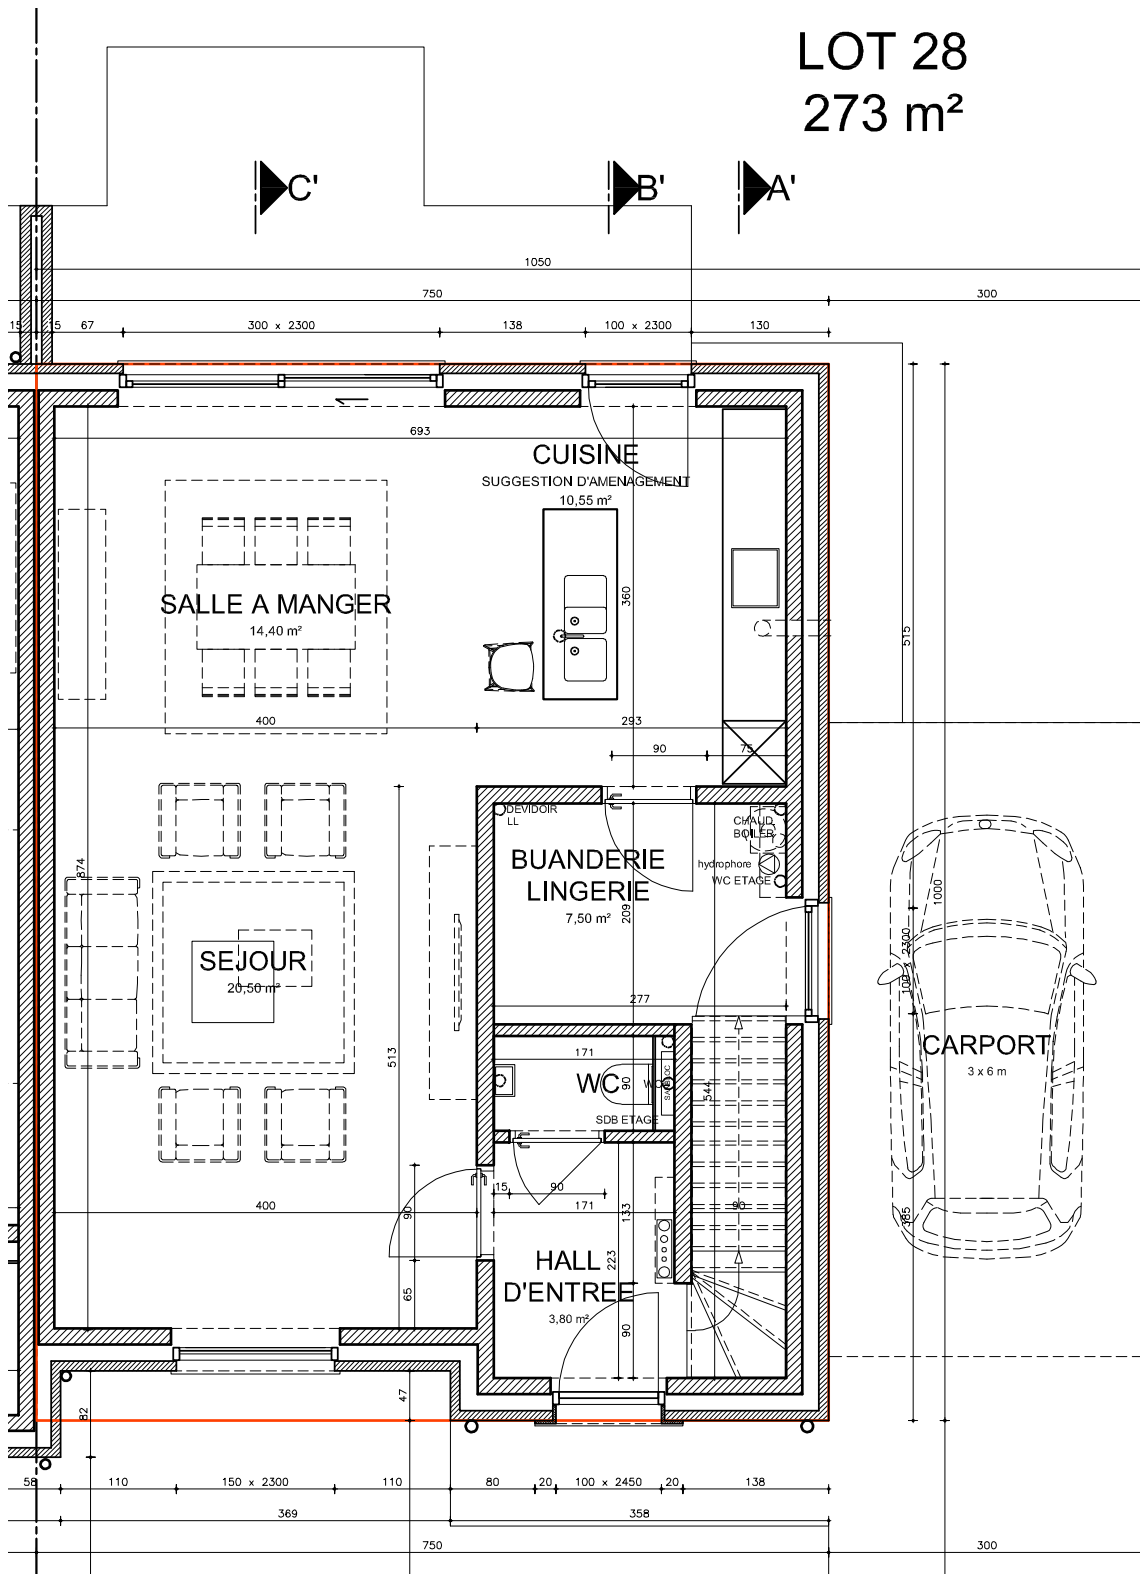 LOT 28
273 m²
C'
B'
A'
1050
750
300
15
15
67
300 x 2300
138
100 x 2300
130
693
CUISINE
SUGGESTION D'AMENAGEMENT
10,55 m²
360
SALLE A MANGER
14,40 m²
515
400
293
90
75
DEVIDOIR
LL
CHAUD
BOILER
BUANDERIE
LINGERIE
7,50 m²
hydrophore
WC ETAGE
874
209
1000
SEJOUR
20,50 m²
100 x 2300
277
513
171
WC
90
SDB ETAGE
544
CARPORT
3 x 6 m
15
90
400
90
171
133
90
385
223
HALL
D'ENTREE
3,80 m²
65
90
47
82
58
110
150 x 2300
110
80
20
100 x 2450
20
138
369
358
750
300